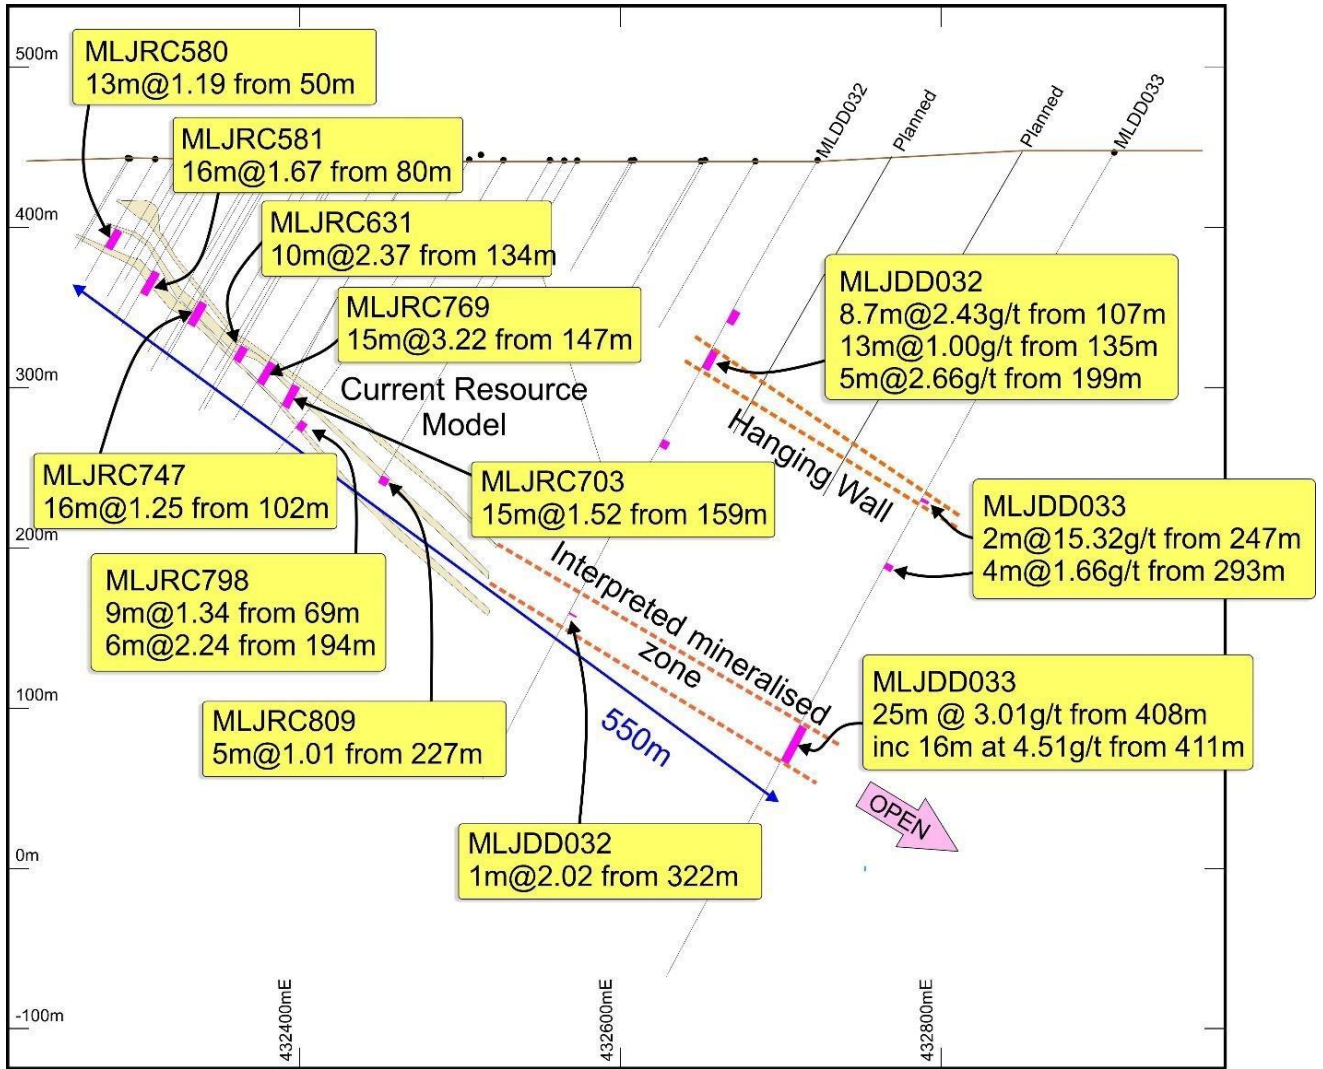 500m
400m
300m
200m
100m
0m
-100m
MLJRC580
13m@1.19 from 50m
MLJRC581
16m@1.67 from 80m
MLJRC631
10m@2.37 from 134m
MLJRC769
15m@3.22 from 147m
Current Resource
Model
MLDD032
Planned
Planned
MLDD033
MLJDD032
8.7m@2.43g/t from 107m
13m@1.00g/t from 135m
5m@2.66g/t from 199m
Hanging Wall
MLJRC747
16m@1.25 from 102m
MLJRC703
15m@1.52 from 159m
MLJDD033
2m@15.32g/t from 247m
4m@1.66g/t from 293m
MLJRC798
9m@1.34 from 69m
6m@2.24 from 194m
Interpreted mineralised
zone
MLJRC809
5m@1.01 from 227m
550m
MLJDD033
25m @ 3.01g/t from 408m
inc 16m at 4.51g/t from 411m
OPEN
MLJDD032
1m@2.02 from 322m
432400mE
432600mE
432800mE